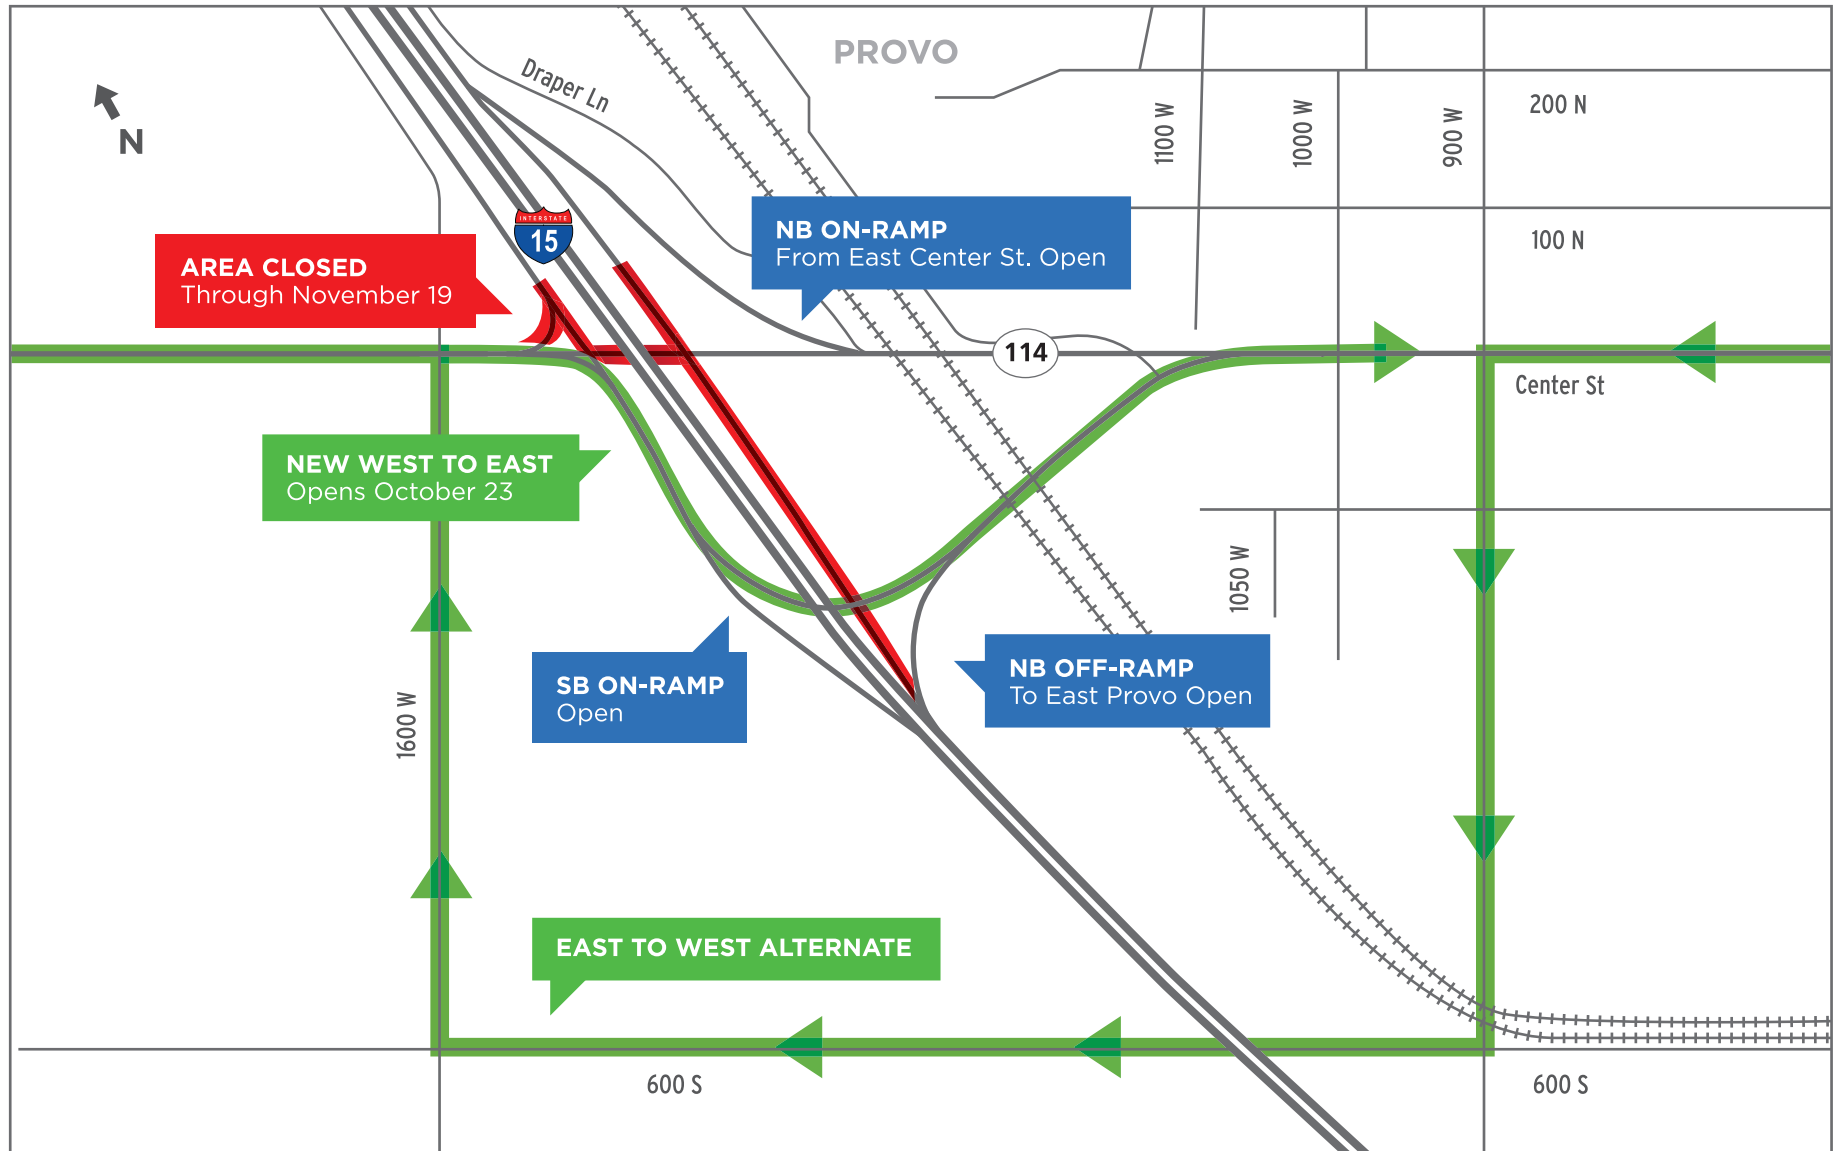 PROVO
Draper Ln
N
1100 W
1000 W
900 W
200 N
100 N
INTERSTATE
15
NB ON-RAMP
From East Center St. Open
AREA CLOSED
Through November 19
114
Center St
NEW WEST TO EAST
Opens October 23
1050 W
SB ON-RAMP
Open
NB OFF-RAMP
To East Provo Open
1600 W
EAST TO WEST ALTERNATE
600 S
600 S